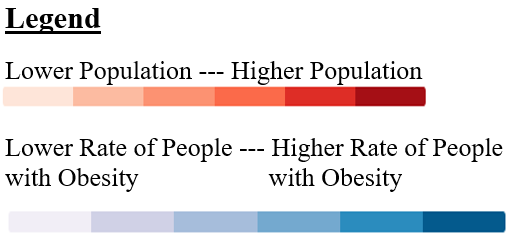 Legend
Lower Population --- Higher Population
Lower Rate of People --- Higher Rate of People
with Obesity with Obesity